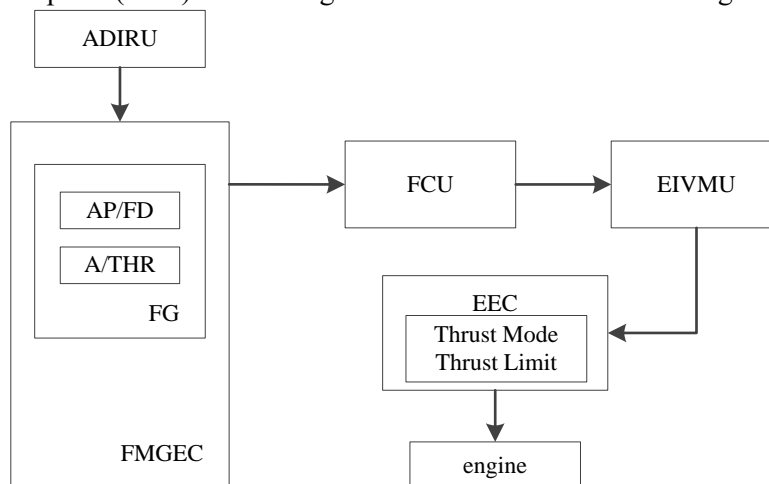 ADIRU
AP/FD
A/THR
FG
FMGEC
FCU
EIVMU
EEC
Thrust Mode
Thrust Limit
engine